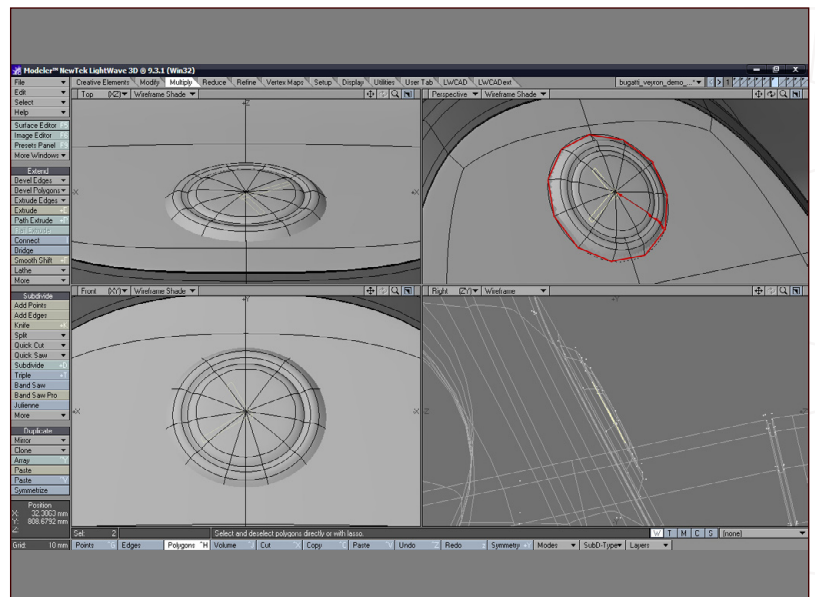 Modeler™ NewTek LightWave 3D ® 9.3.1 (Win32)
File Creative Elements Modify Multiply Reduce Refine Vertex Maps Setup Display Utilities User Tab LWCAD LWCADext bugatti_veyron_demo_...*
Edit Top (XZ) Wireframe Shade Perspective Wireframe Shade
Select
Help
Surface Editor F5
Image Editor F6
Presets Panel F8
More Windows
Extend
Bevel Edges
Bevel Polygons
Extrude Edges
Extrude
Path Extrude
Rail Extrude
Connect
Bridge
Smooth Shift
Lathe
More Front (XY) Wireframe Shade Right (ZY) Wireframe
Subdivide
Add Points
Add Edges
Knife
Split
Quick Cut
Quick Saw
Subdivide
Triple
Band Saw
Band Saw Pro
Julienne
More
Duplicate
Mirror
Clone
Array
Paste
Paste
Symmetrize
Position
X: 32.3063 mm
Y: 808.6792 mm
Z:
Sel: 2 Select and deselect polygons directly or with lasso. W T M C S (none)
Grid: 10 mm Points Edges Polygons ^H Volume Cut Copy Paste Undo Redo Symmetry Modes SubD-Type Layers